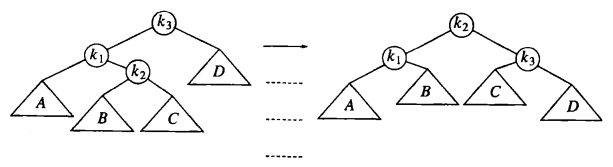 k₃ k₂
k₁ k₁ k₃
k₂ D
A A B C D
B C